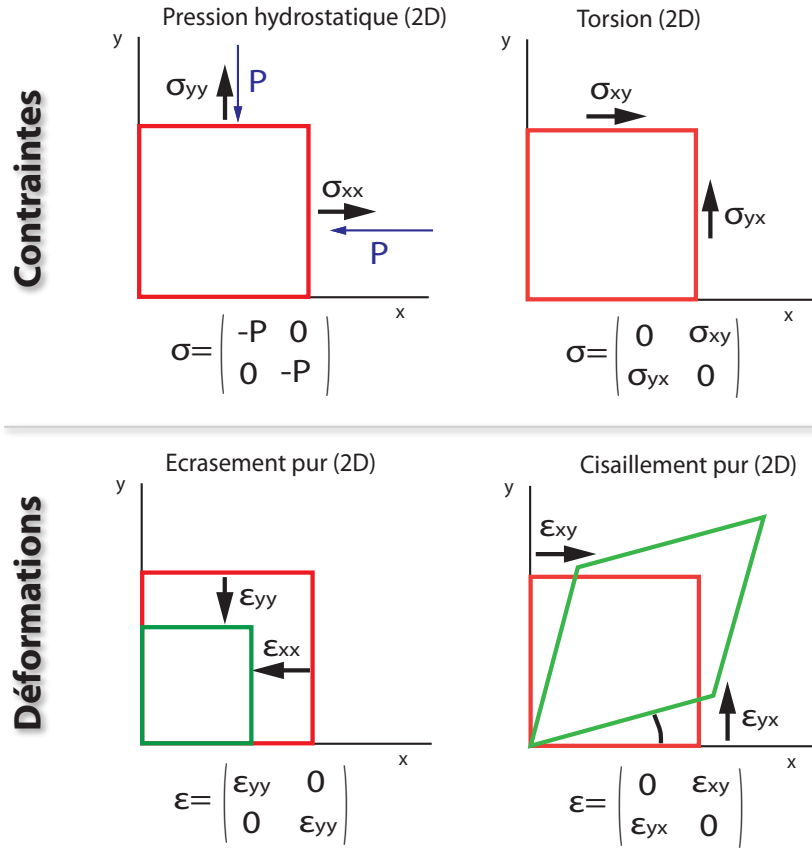 Contraintes
Pression hydrostatique (2D)
y
σyy
P
σxx
P
x
σ= ( -P 0
0 -P )
Torsion (2D)
y
σxy
σyx
x
σ= ( 0 σxy
σyx 0 )
Déformations
Ecrasement pur (2D)
y
εyy
εxx
x
ε= ( εyy 0
0 εyy )
Cisaillement pur (2D)
y
εxy
εyx
x
ε= ( 0 εxy
εyx 0 )